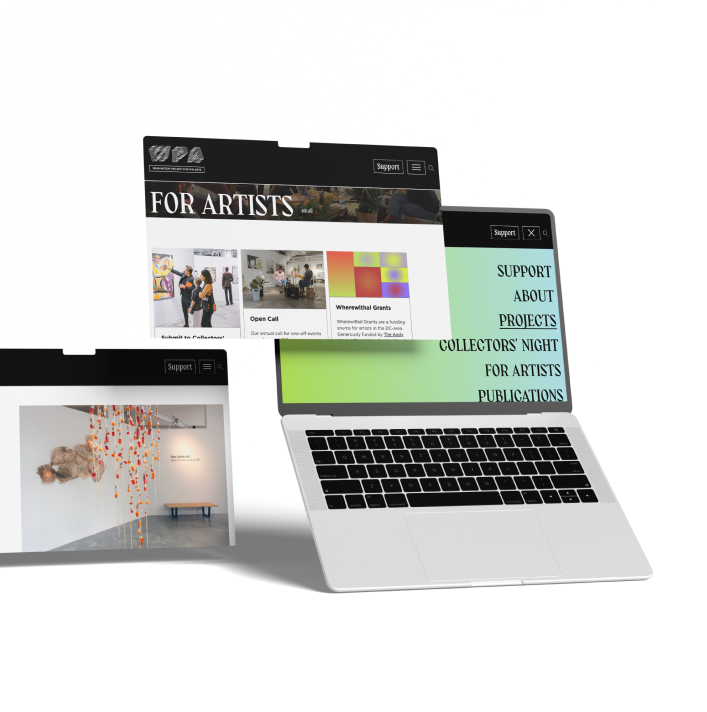 WPA
WASHINGTON PROJECT FOR THE ARTS
Support
FOR ARTISTS
see all
Submit to Collectors'
Open Call
Our annual call for one-off events
Wherewithal Grants
Wherewithal Grants are a funding
source for artists in the DC-area.
Generously funded by The Andy
Support
SUPPORT
ABOUT
PROJECTS
COLLECTORS' NIGHT
FOR ARTISTS
PUBLICATIONS
Support